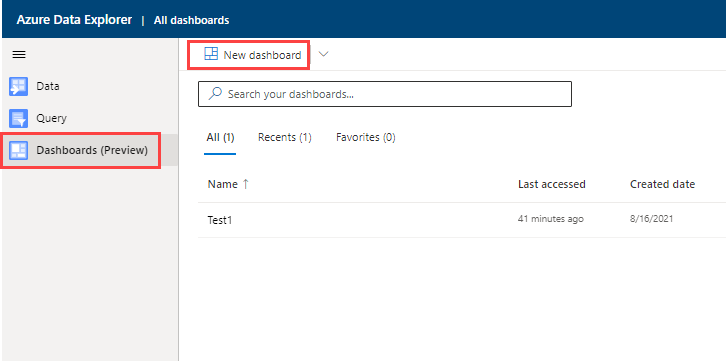 Azure Data Explorer | All dashboards
New dashboard
Data
Search your dashboards...
Query
All (1) Recents (1) Favorites (0)
Dashboards (Preview)
Name ↑ Last accessed Created date
Test1 41 minutes ago 8/16/2021